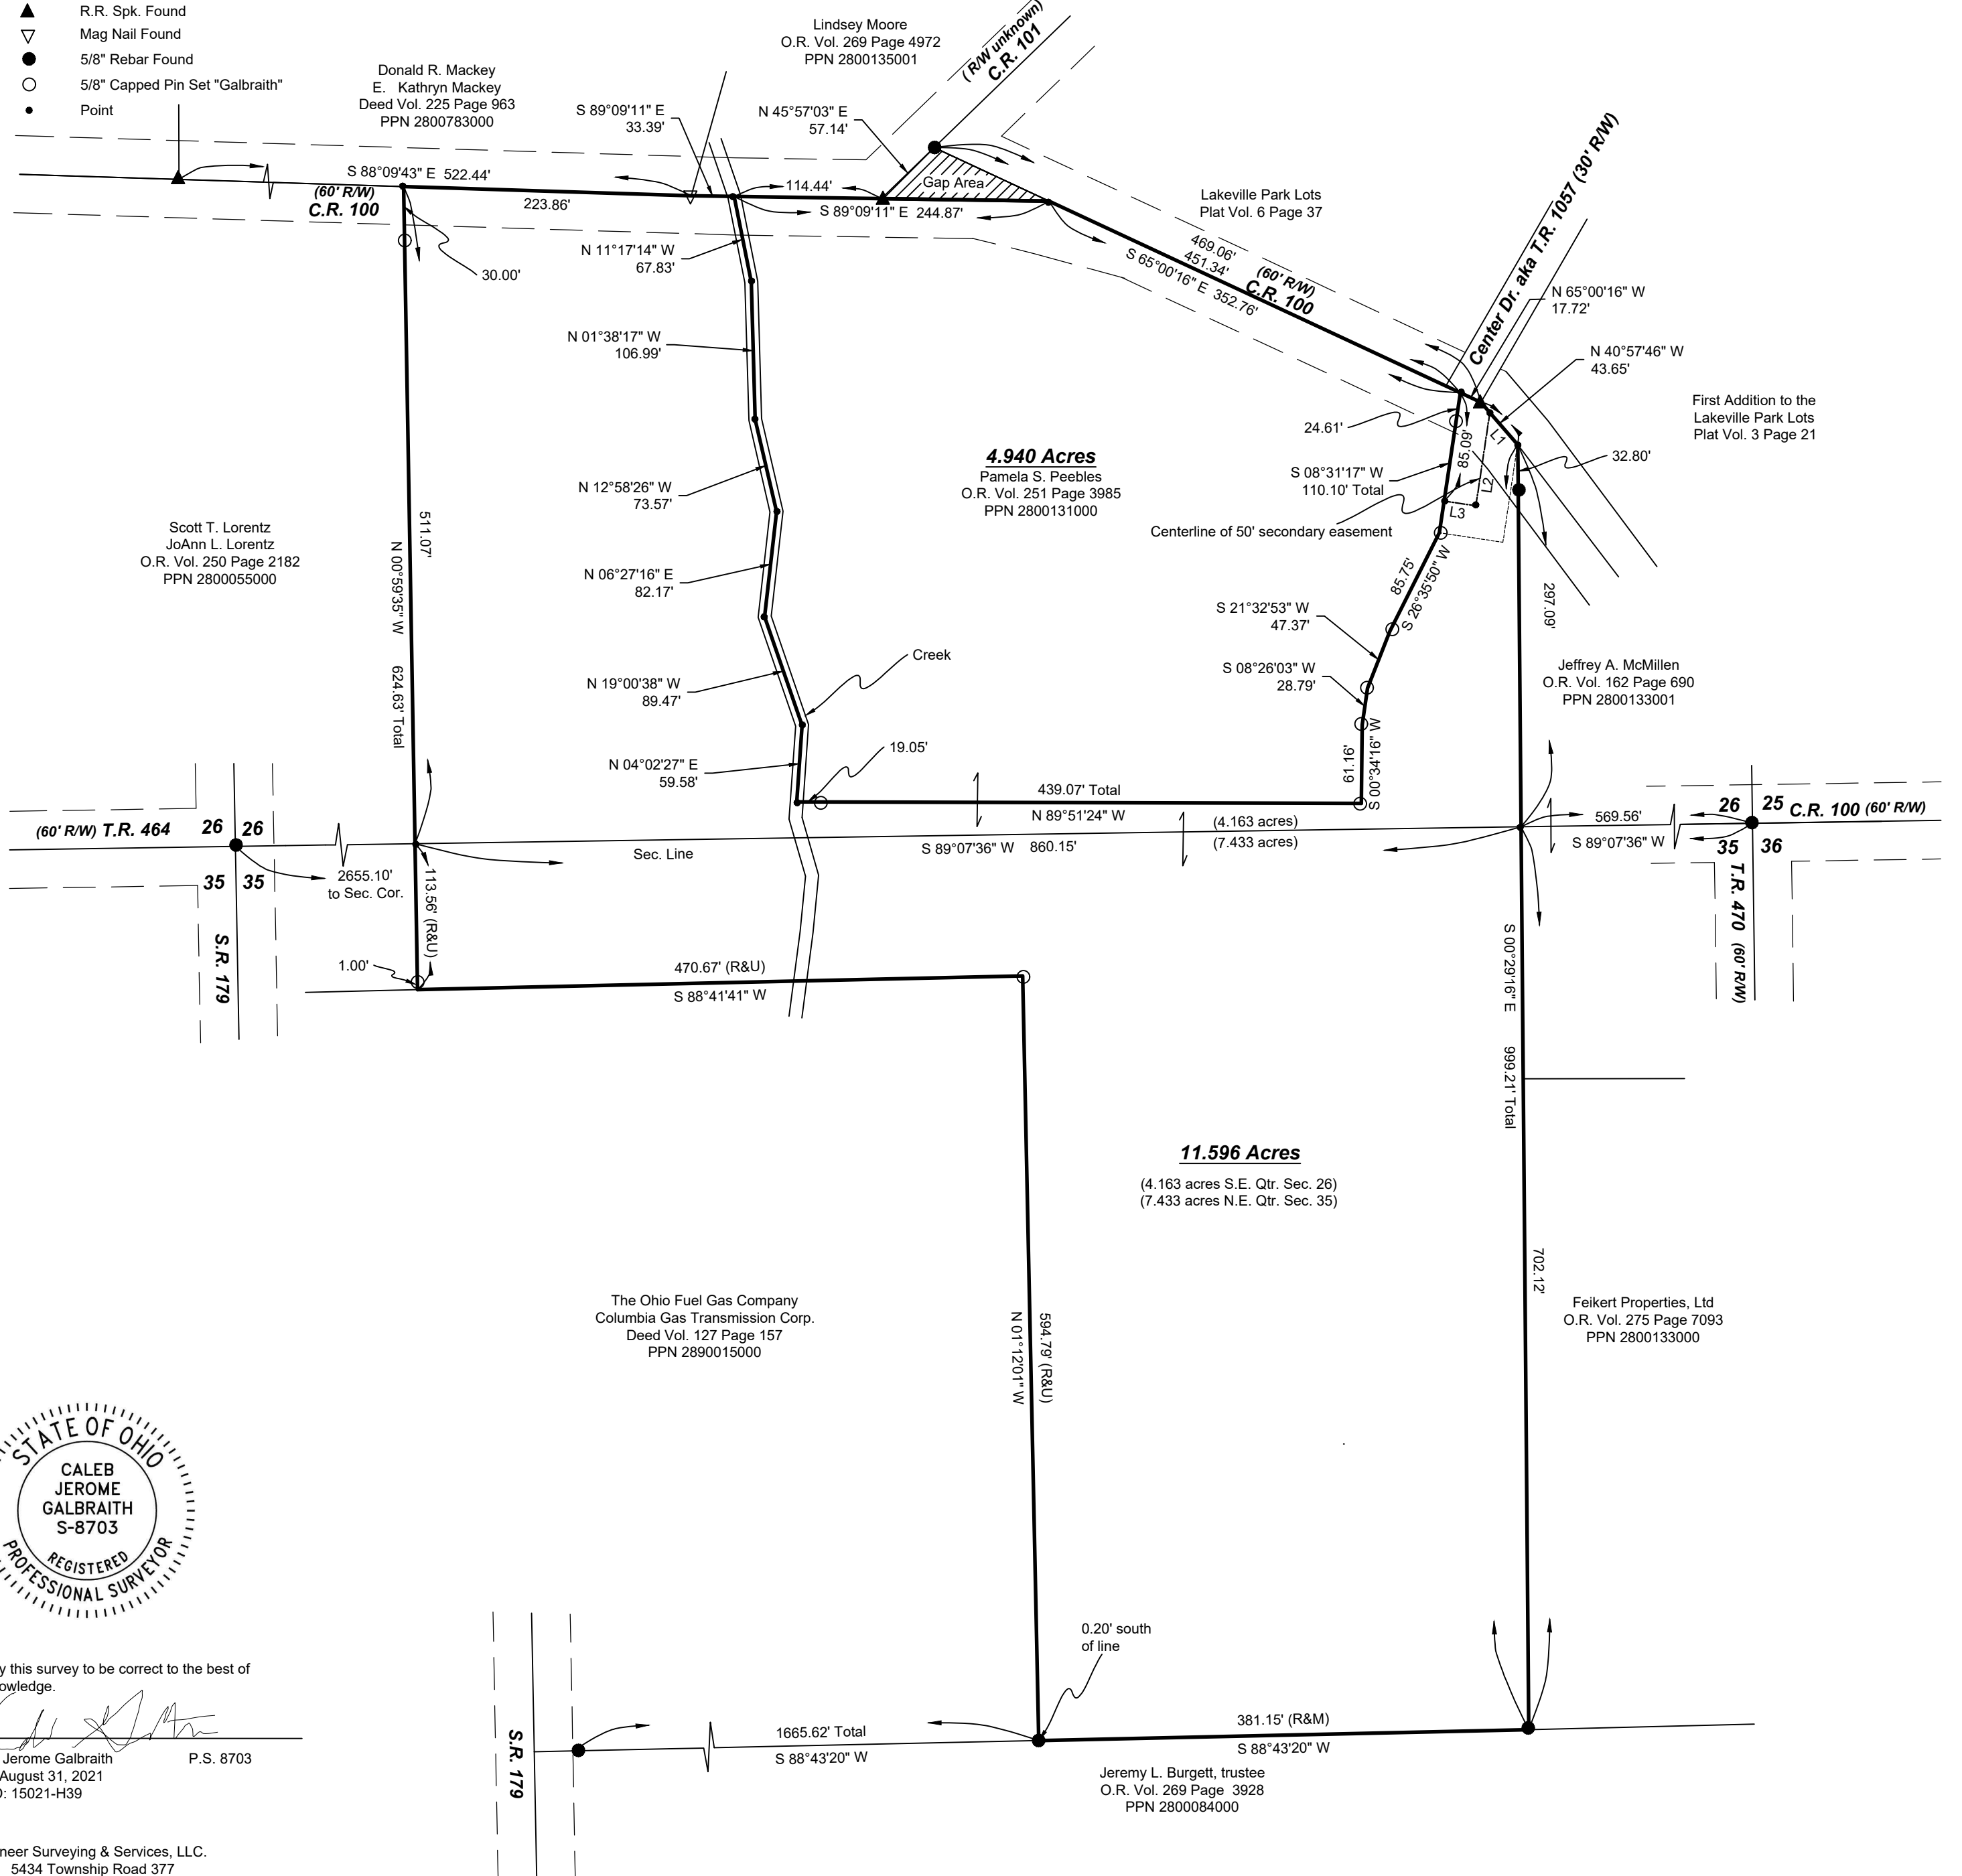 R.R. Spk. Found
Mag Nail Found
5/8" Rebar Found
5/8" Capped Pin Set "Galbraith"
Point
Donald R. Mackey
E. Kathryn Mackey
Deed Vol. 225 Page 963
PPN 2800783000
Lindsey Moore
O.R. Vol. 269 Page 4972
PPN 2800135001
(R/W unknown)
C.R. 101
S 89°09'11" E
33.39'
N 45°57'03" E
57.14'
S 88°09'43" E 522.44'
(60' R/W)
C.R. 100
223.86'
114.44'
Gap Area
S 89°09'11" E 244.87'
Lakeville Park Lots
Plat Vol. 6 Page 37
Center Dr. aka T.R. 1057 (30' R/W)
469.06'
451.34'
S 65°00'16" E 352.76'
(60' R/W)
C.R. 100
N 65°00'16" W
17.72'
N 40°57'46" W
43.65'
30.00'
N 11°17'14" W
67.83'
N 01°38'17" W
106.99'
N 12°58'26" W
73.57'
N 06°27'16" E
82.17'
N 19°00'38" W
89.47'
N 04°02'27" E
59.58'
First Addition to the
Lakeville Park Lots
Plat Vol. 3 Page 21
24.61'
85.09'
L1
L2
L3
32.80'
S 08°31'17" W
110.10' Total
Centerline of 50' secondary easement
4.940 Acres
Pamela S. Peebles
O.R. Vol. 251 Page 3985
PPN 2800131000
Scott T. Lorentz
JoAnn L. Lorentz
O.R. Vol. 250 Page 2182
PPN 2800055000
511.07'
N 00°59'35" W 624.63' Total
85.75'
S 26°35'50" W
S 21°32'53" W
47.37'
S 08°26'03" W
28.79'
61.16'
S 00°34'16" W
297.09'
Jeffrey A. McMillen
O.R. Vol. 162 Page 690
PPN 2800133001
Creek
19.05'
439.07' Total
N 89°51'24" W
(4.163 acres)
(7.433 acres)
S 89°07'36" W 860.15'
Sec. Line
(60' R/W) T.R. 464
26 26
35 35
2655.10'
to Sec. Cor.
S.R. 179
113.56' (R&U)
1.00'
569.56'
S 89°07'36" W
26 25
35 36
C.R. 100 (60' R/W)
T.R. 470 (60' R/W)
470.67' (R&U)
S 88°41'41" W
S 00°29'16" E 999.21' Total
11.596 Acres
(4.163 acres S.E. Qtr. Sec. 26)
(7.433 acres N.E. Qtr. Sec. 35)
594.79' (R&U)
N 01°12'01" W
702.12'
The Ohio Fuel Gas Company
Columbia Gas Transmission Corp.
Deed Vol. 127 Page 157
PPN 2890015000
Feikert Properties, Ltd
O.R. Vol. 275 Page 7093
PPN 2800133000
STATE OF OHIO
CALEB
JEROME
GALBRAITH
S-8703
REGISTERED
PROFESSIONAL SURVEYOR
y this survey to be correct to the best of
owledge.
Jerome Galbraith P.S. 8703
August 31, 2021
: 15021-H39
neer Surveying & Services, LLC.
5434 Township Road 377
S.R. 179
0.20' south
of line
1665.62' Total
S 88°43'20" W
381.15' (R&M)
S 88°43'20" W
Jeremy L. Burgett, trustee
O.R. Vol. 269 Page 3928
PPN 2800084000